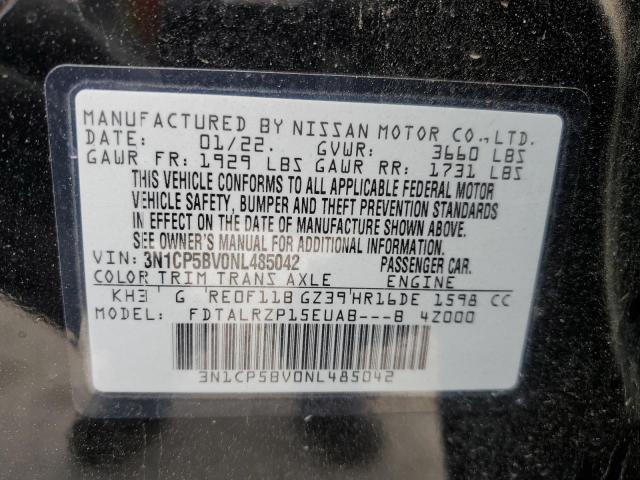 MANUFACTURED BY NISSAN MOTOR CO.,LTD.
DATE: 01/22. GVWR: 3660 LBS
GAWR FR: 1929 LBS GAWR RR: 1731 LBS
THIS VEHICLE CONFORMS TO ALL APPLICABLE FEDERAL MOTOR
VEHICLE SAFETY, BUMPER AND THEFT PREVENTION STANDARDS
IN EFFECT ON THE DATE OF MANUFACTURE SHOWN ABOVE.
SEE OWNER'S MANUAL FOR ADDITIONAL INFORMATION.
VIN: 3N1CP5BV0NL485042 PASSENGER CAR.
COLOR TRIM TRANS AXLE ENGINE
KH3 G RE0F11B GZ39 HR16DE 1598 CC
MODEL: FDTALRZP15EUAB---B 4Z000
3N1CP5BV0NL485042